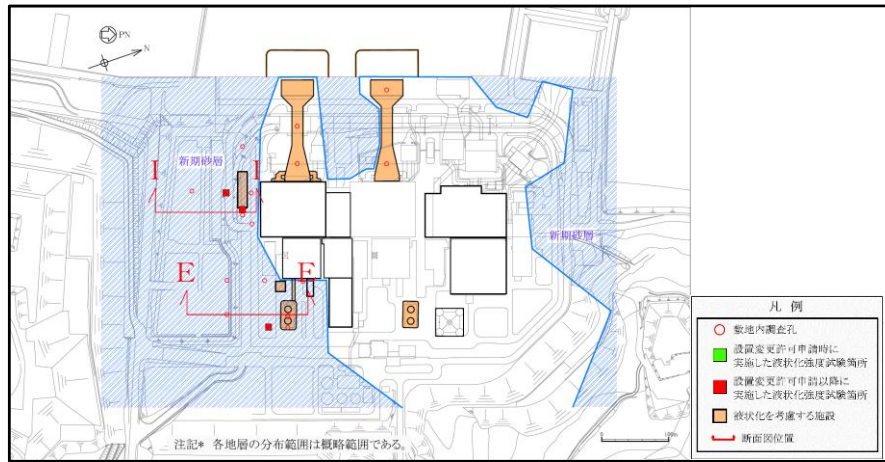 PN
N
新期砂層
I
I
新期砂層
E
E
注記* 各地層の分布範囲は概略範囲である。
100m
凡 例
敷地内調査孔
設置変更許可申請時に
実施した液状化強度試験箇所
設置変更許可申請以降に
実施した液状化強度試験箇所
液状化を考慮する施設
断面図位置